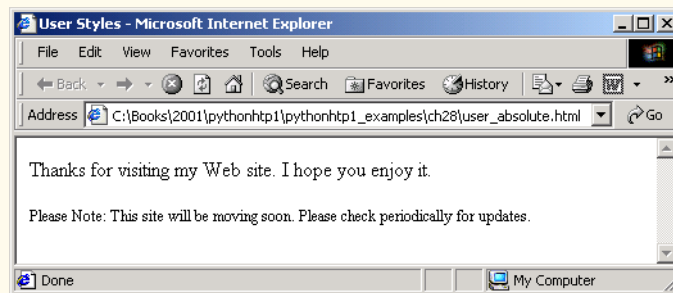 User Styles - Microsoft Internet Explorer
File Edit View Favorites Tools Help
Back Search Favorites History »
Address C:\Books\2001\pythonhtp1\pythonhtp1_examples\ch28\user_absolute.html Go
Thanks for visiting my Web site. I hope you enjoy it.
Please Note: This site will be moving soon. Please check periodically for updates.
Done My Computer